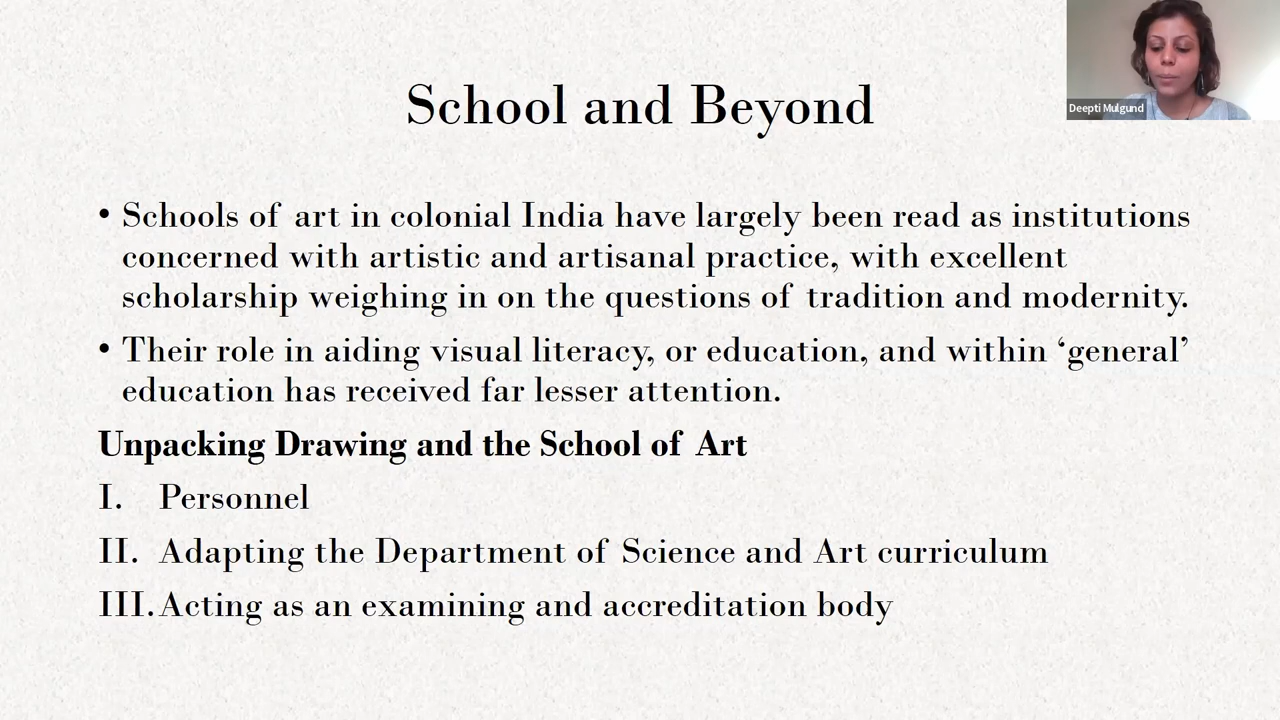 Deepti Mulgund
School and Beyond
• Schools of art in colonial India have largely been read as institutions
concerned with artistic and artisanal practice, with excellent
scholarship weighing in on the questions of tradition and modernity.
• Their role in aiding visual literacy, or education, and within ‘general’
education has received far lesser attention.
Unpacking Drawing and the School of Art
I. Personnel
II. Adapting the Department of Science and Art curriculum
III. Acting as an examining and accreditation body